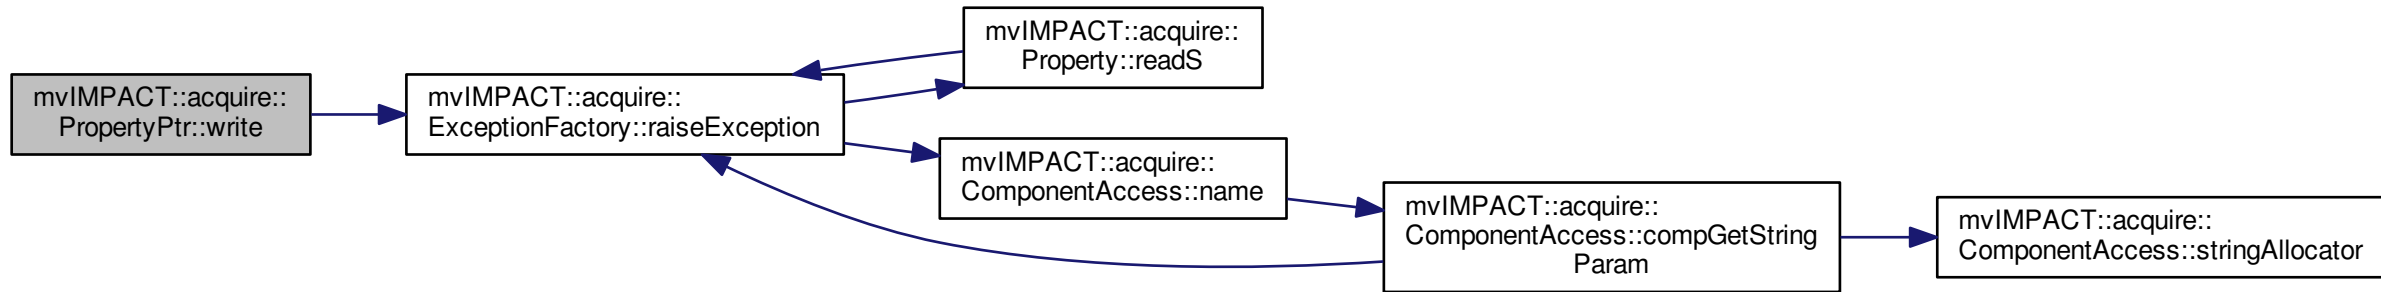 mvIMPACT::acquire::
PropertyPtr::write
mvIMPACT::acquire::
ExceptionFactory::raiseException
mvIMPACT::acquire::
Property::readS
mvIMPACT::acquire::
ComponentAccess::name
mvIMPACT::acquire::
ComponentAccess::compGetString
Param
mvIMPACT::acquire::
ComponentAccess::stringAllocator